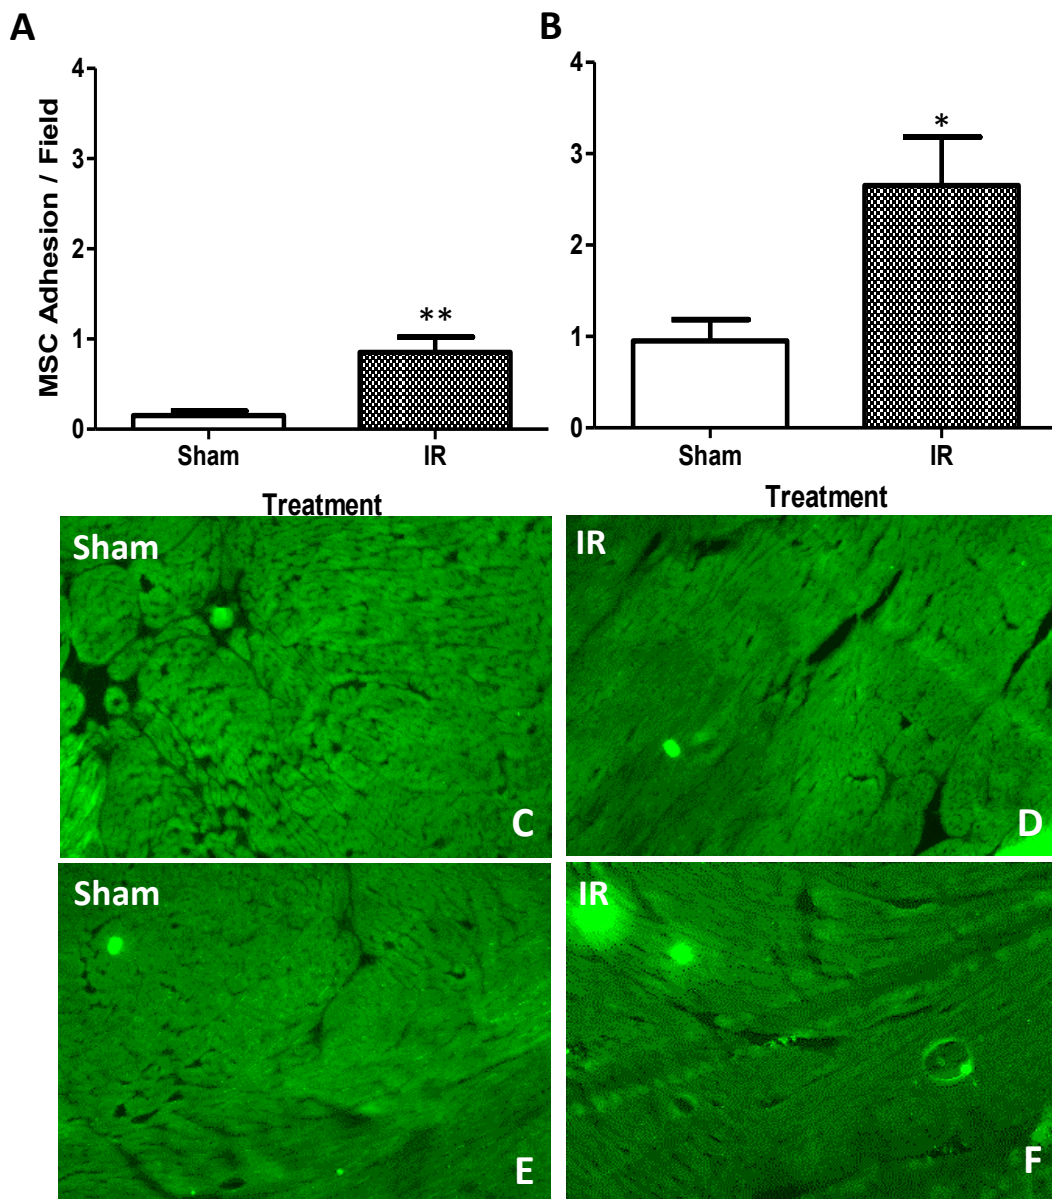 A
B
MSC Adhesion / Field
4
3
2
1
0
**
Sham
IR
Treatment
4
3
2
1
0
*
Sham
IR
Treatment
Sham
C
IR
D
Sham
E
IR
F